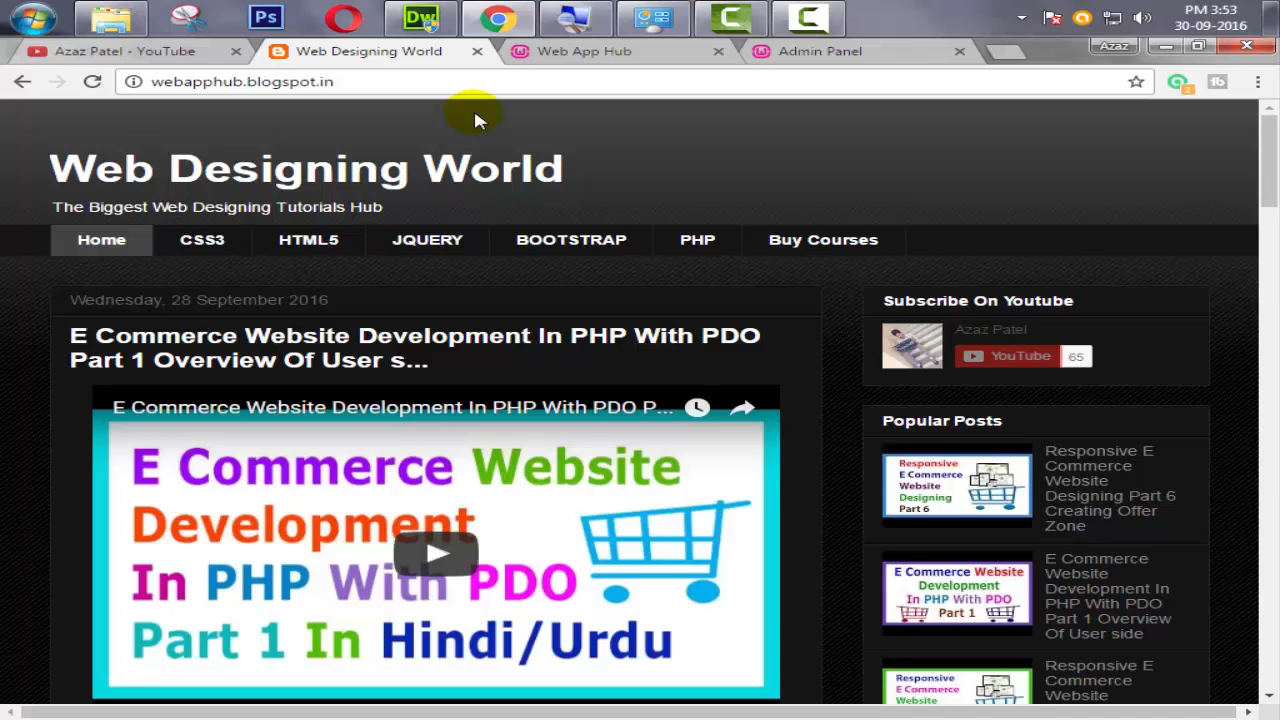 Ps
Dw
PM 3:53
30-09-2016
Azaz Patel - YouTube
Web Designing World
Web App Hub
Admin Panel
Azaz
webapphub.blogspot.in
2
Web Designing World
The Biggest Web Designing Tutorials Hub
Home
CSS3
HTML5
JQUERY
BOOTSTRAP
PHP
Buy Courses
Wednesday, 28 September 2016
E Commerce Website Development In PHP With PDO
Part 1 Overview Of User s...
E Commerce Website Development In PHP With PDO P...
E Commerce Website
Development
In PHP With PDO
Part 1 In Hindi/Urdu
Subscribe On Youtube
Azaz Patel
YouTube 65
Popular Posts
Responsive
E Commerce
Website
Designing
Part 6
Responsive E
Commerce
Website
Designing Part 6
Creating Offer
Zone
E Commerce Website
Development
In PHP With PDO
Part 1
E Commerce
Website
Development In
PHP With PDO
Part 1 Overview
Of User side
Responsive
E Commerce
Website
Responsive E
Commerce
Website